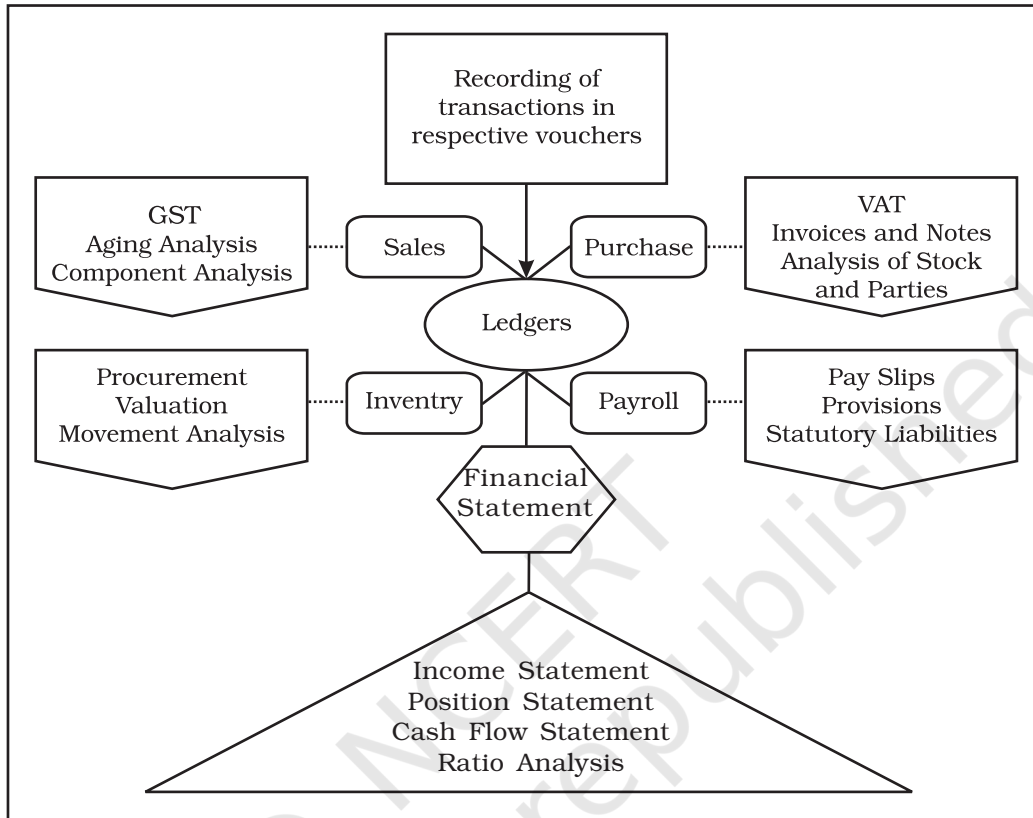 Recording of
transactions in
respective vouchers
GST
Aging Analysis
Component Analysis
Sales
Purchase
VAT
Invoices and Notes
Analysis of Stock
and Parties
Ledgers
Procurement
Valuation
Movement Analysis
Inventry
Payroll
Pay Slips
Provisions
Statutory Liabilities
Financial
Statement
Income Statement
Position Statement
Cash Flow Statement
Ratio Analysis
© NCERT
republished